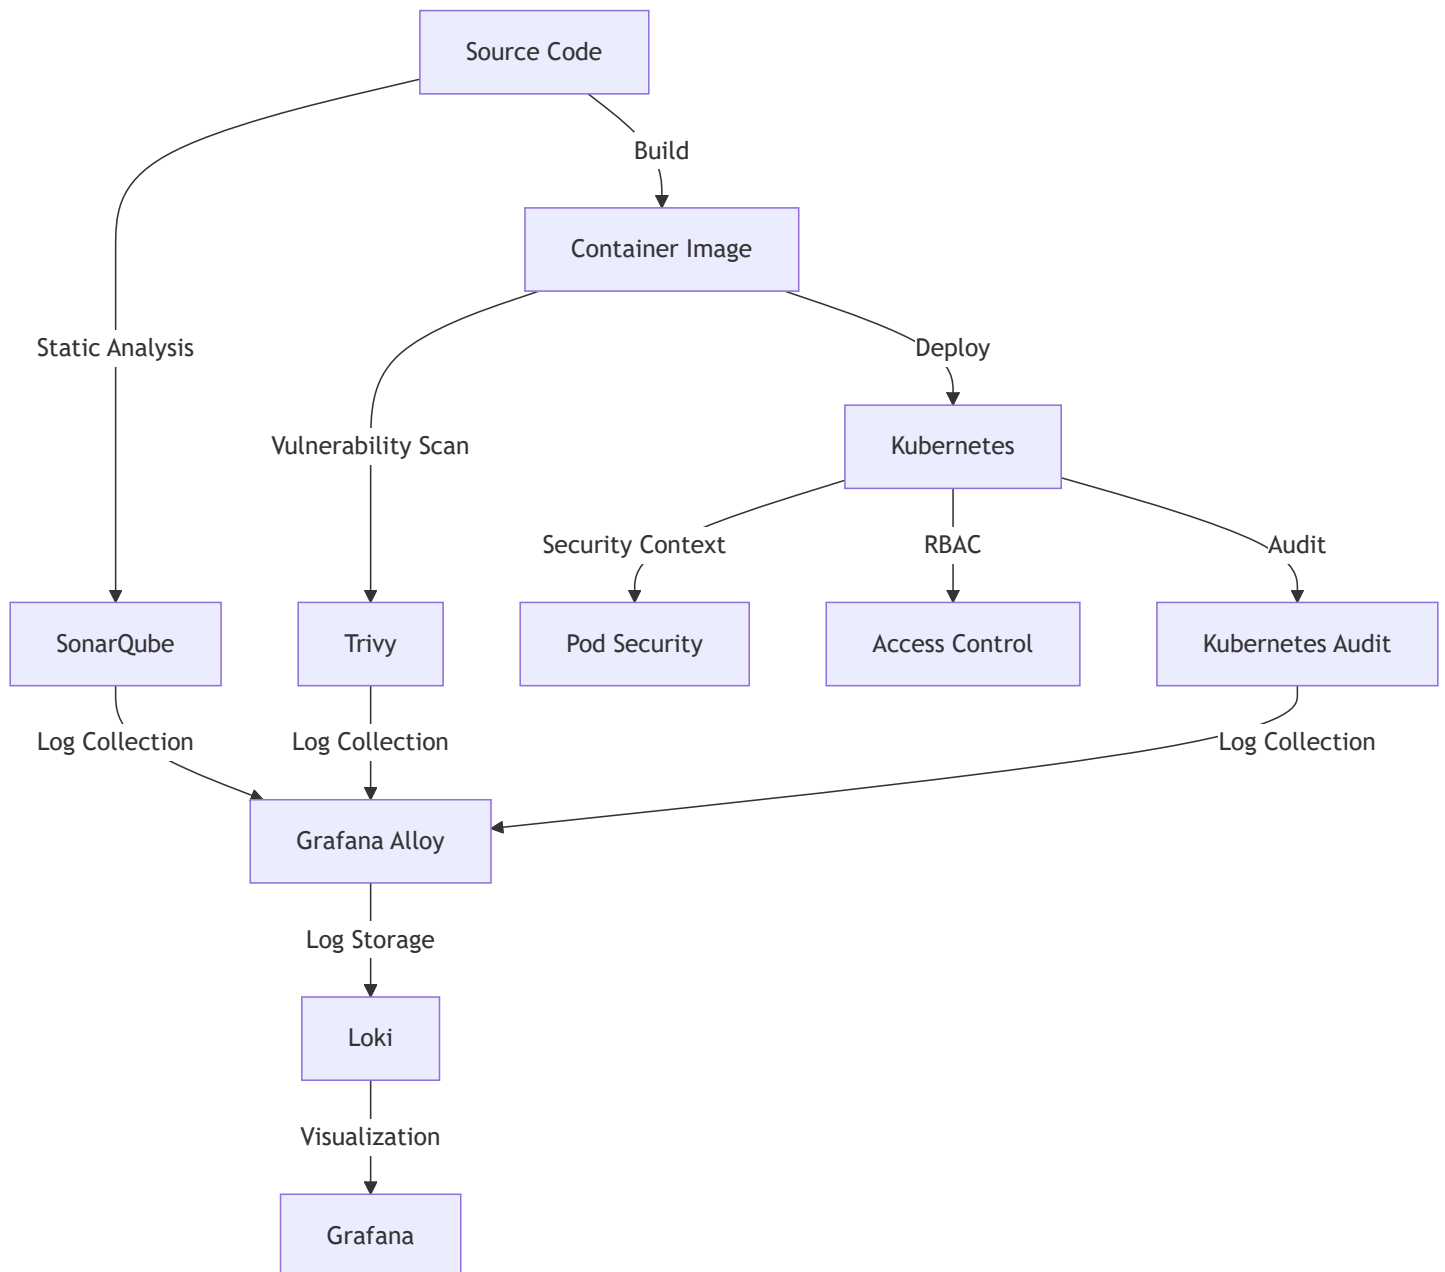 Source Code
Build
Container Image
Static Analysis
Deploy
Vulnerability Scan
Kubernetes
Security Context
RBAC
Audit
SonarQube
Trivy
Pod Security
Access Control
Kubernetes Audit
Log Collection
Log Collection
Log Collection
Grafana Alloy
Log Storage
Loki
Visualization
Grafana